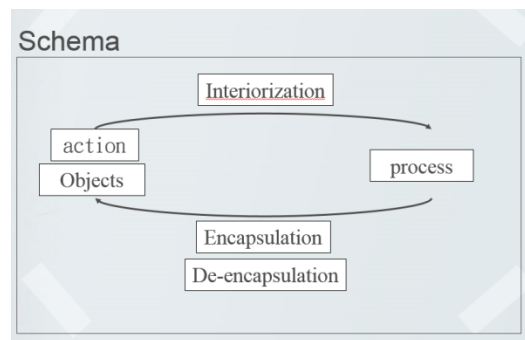 Schema
Interiorization
action
Objects
process
Encapsulation
De-encapsulation